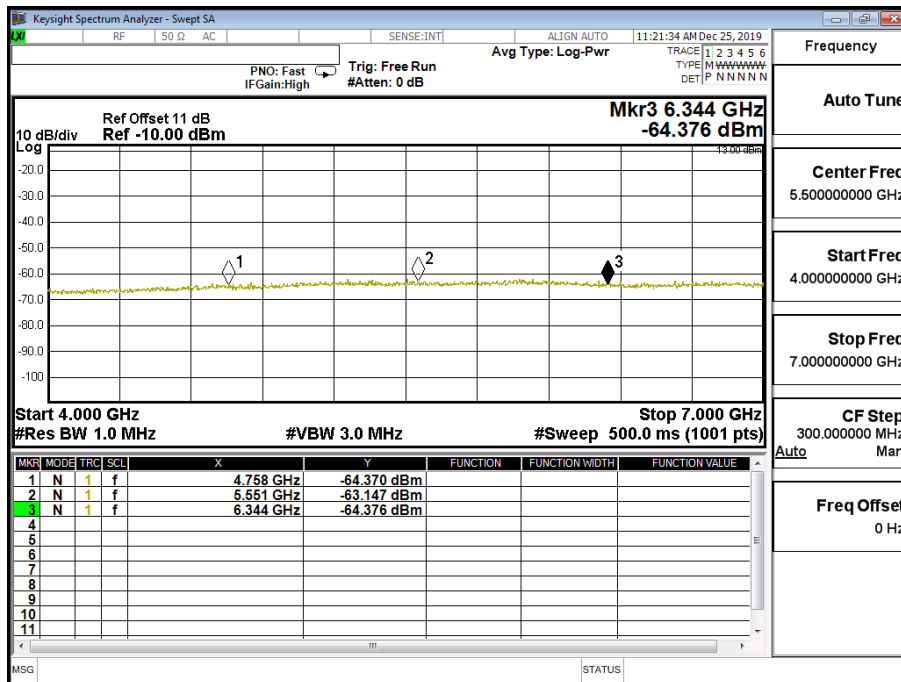 Keysight Spectrum Analyzer - Swept SA
LXI RF 50 Ω AC SENSE:INT ALIGN AUTO 11:21:34 AM Dec 25, 2019
PNO: Fast Trig: Free Run Avg Type: Log-Pwr TRACE 1 2 3 4 5 6
IFGain:High #Atten: 0 dB TYPE M W W W W W
DET P N N N N N
Ref Offset 11 dB Mkr3 6.344 GHz
10 dB/div Ref -10.00 dBm -64.376 dBm
Log
-13.00 dBm
-20.0
-30.0
-40.0
-50.0
-60.0
-70.0
-80.0
-90.0
-100
1
2
3
Start 4.000 GHz Stop 7.000 GHz
#Res BW 1.0 MHz #VBW 3.0 MHz #Sweep 500.0 ms (1001 pts)
MKR MODE TRC SCL X Y FUNCTION FUNCTION WIDTH FUNCTION VALUE
1 N 1 f 4.758 GHz -64.370 dBm
2 N 1 f 5.551 GHz -63.147 dBm
3 N 1 f 6.344 GHz -64.376 dBm
4
5
6
7
8
9
10
11
MSG STATUS
Frequency
Auto Tune
Center Freq
5.500000000 GHz
Start Freq
4.000000000 GHz
Stop Freq
7.000000000 GHz
CF Step
300.000000 MHz
Auto Man
Freq Offset
0 Hz